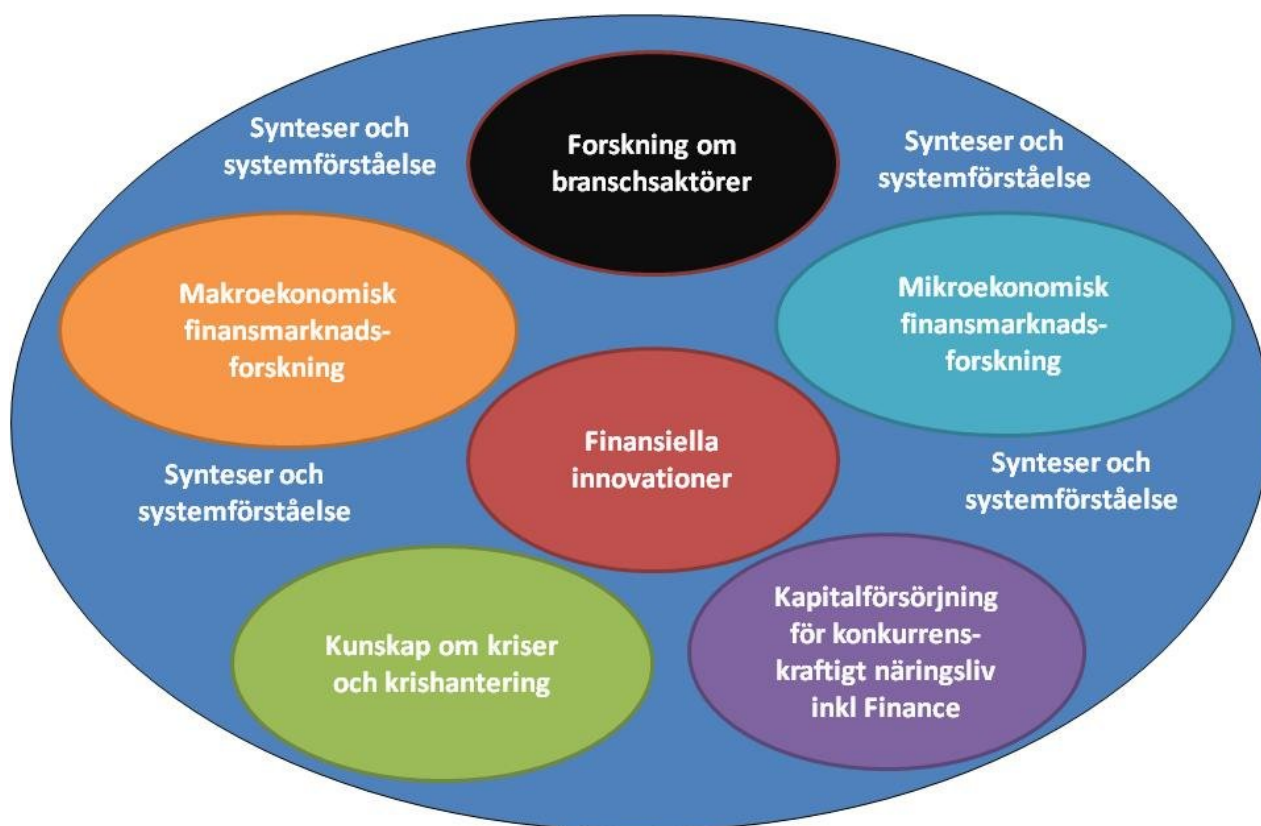 Forskning om
branschsaktörer
Synteser och
systemförståelse
Synteser och
systemförståelse
Makroekonomisk
finansmarknads-
forskning
Mikroekonomisk
finansmarknads-
forskning
Finansiella
innovationer
Synteser och
systemförståelse
Synteser och
systemförståelse
Kunskap om kriser
och krishantering
Kapitalförsörjning
för konkurrens-
kraftigt näringsliv
inkl Finance